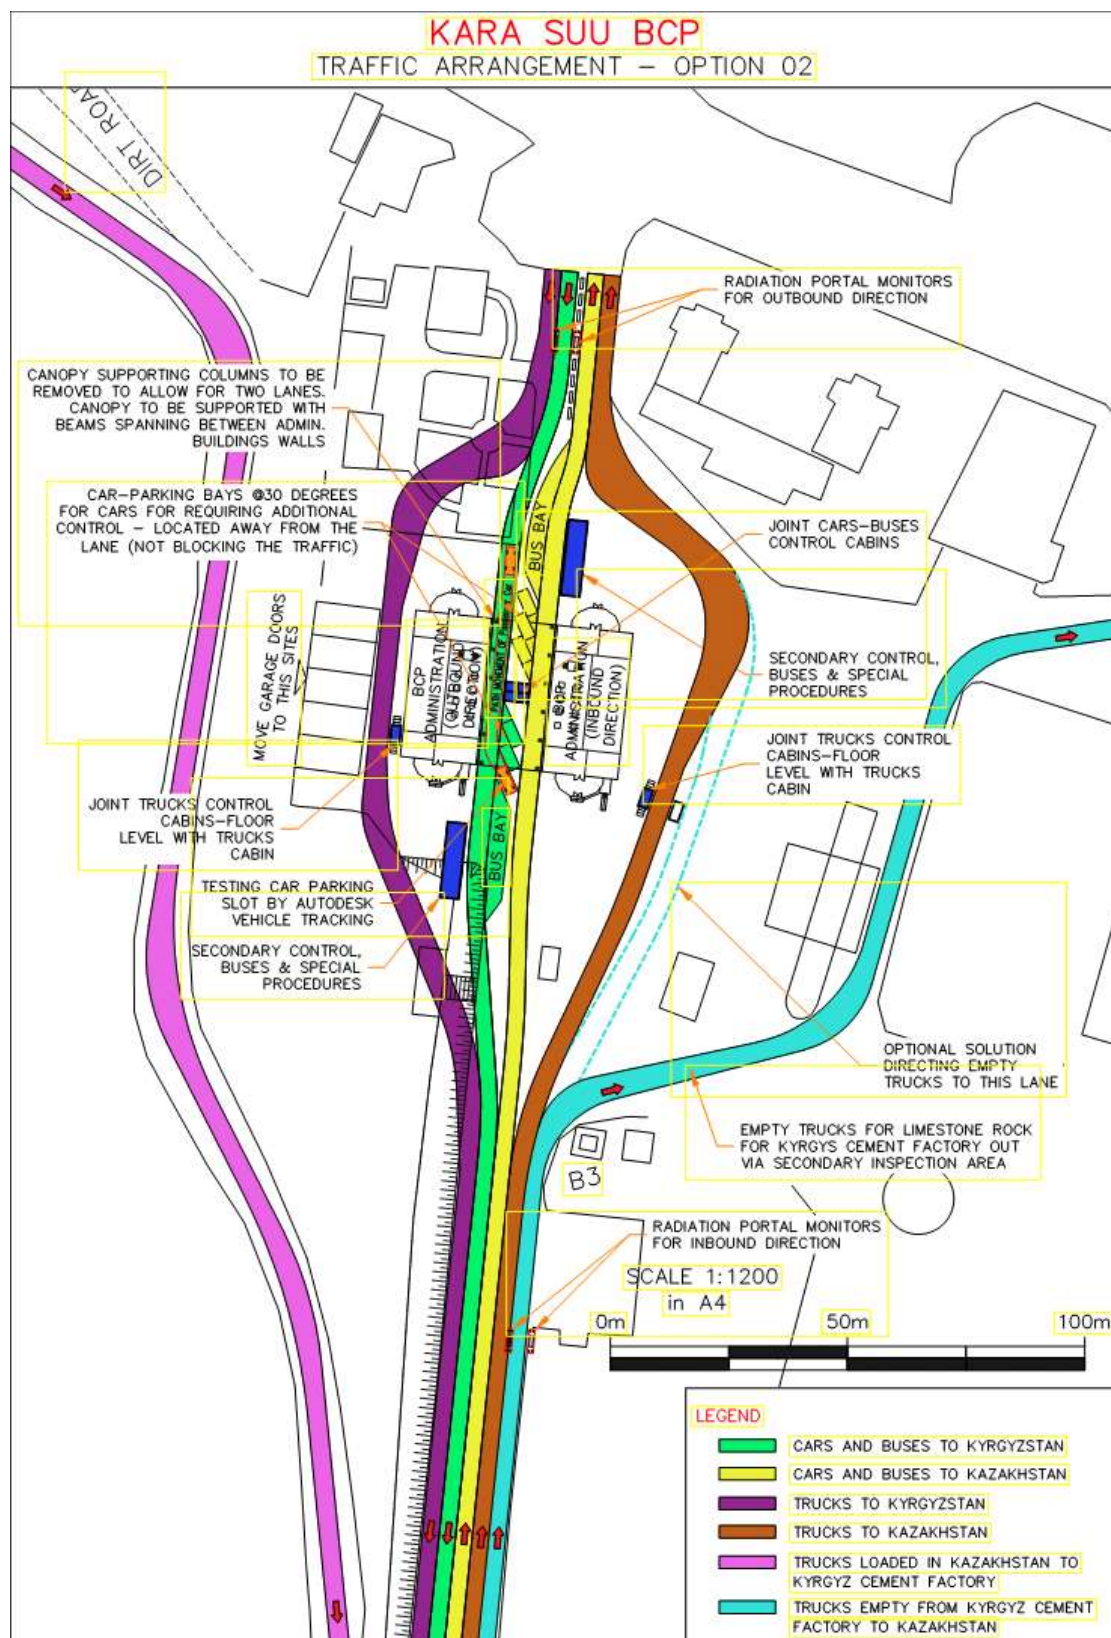 KARA SUU BCP
TRAFFIC ARRANGEMENT – OPTION 02
DIRT ROAD
RADIATION PORTAL MONITORS
FOR OUTBOUND DIRECTION
CANOPY SUPPORTING COLUMNS TO BE
REMOVED TO ALLOW FOR TWO LANES.
CANOPY TO BE SUPPORTED WITH
BEAMS SPANNING BETWEEN ADMIN.
BUILDINGS WALLS
CAR–PARKING BAYS @30 DEGREES
FOR CARS FOR REQUIRING ADDITIONAL
CONTROL – LOCATED AWAY FROM THE
LANE (NOT BLOCKING THE TRAFFIC)
BUS BAY
JOINT CARS–BUSES
CONTROL CABINS
MOVE GARAGE DOORS
TO THIS SITES
BCP
ADMINISTRATION
(OUTBOUND
DIRECTION)
BCP
ADMINISTRATION
(INBOUND
DIRECTION)
SECONDARY CONTROL,
BUSES & SPECIAL
PROCEDURES
JOINT TRUCKS CONTROL
CABINS–FLOOR
LEVEL WITH TRUCKS
CABIN
JOINT TRUCKS CONTROL
CABINS–FLOOR
LEVEL WITH TRUCKS
CABIN
BUS BAY
TESTING CAR PARKING
SLOT BY AUTODESK
VEHICLE TRACKING
SECONDARY CONTROL,
BUSES & SPECIAL
PROCEDURES
OPTIONAL SOLUTION
DIRECTING EMPTY
TRUCKS TO THIS LANE
EMPTY TRUCKS FOR LIMESTONE ROCK
FOR KYRGYS CEMENT FACTORY OUT
VIA SECONDARY INSPECTION AREA
B3
RADIATION PORTAL MONITORS
FOR INBOUND DIRECTION
SCALE 1:1200
in A4
0m 50m 100m
LEGEND
CARS AND BUSES TO KYRGYZSTAN
CARS AND BUSES TO KAZAKHSTAN
TRUCKS TO KYRGYZSTAN
TRUCKS TO KAZAKHSTAN
TRUCKS LOADED IN KAZAKHSTAN TO
KYRGYZ CEMENT FACTORY
TRUCKS EMPTY FROM KYRGYZ CEMENT
FACTORY TO KAZAKHSTAN